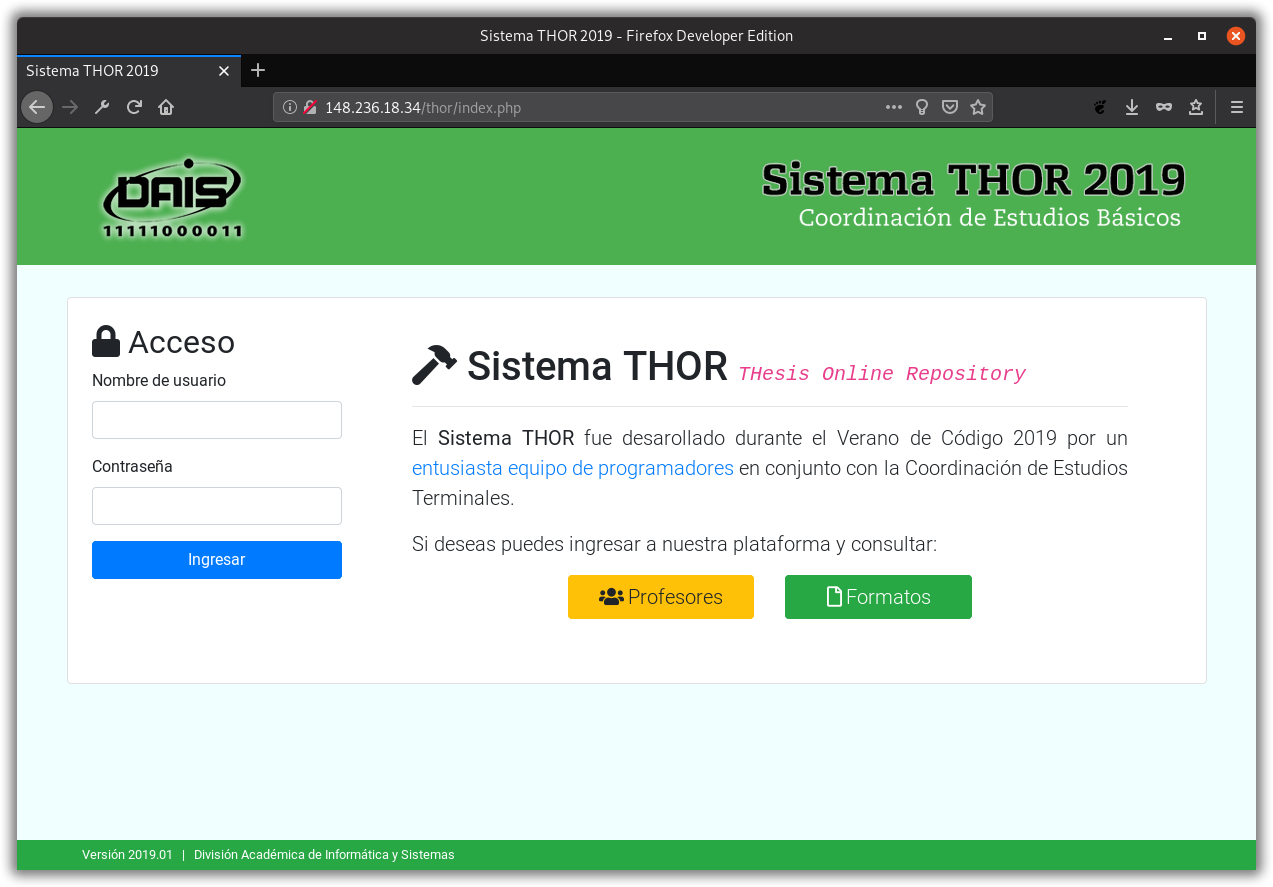 Sistema THOR 2019 - Firefox Developer Edition
Sistema THOR 2019
148.236.18.34/thor/index.php
DAIS
11111000011
Sistema THOR 2019
Coordinación de Estudios Básicos
Acceso
Nombre de usuario
Contraseña
Ingresar
Sistema THOR THesis Online Repository
El Sistema THOR fue desarollado durante el Verano de Código 2019 por un
entusiasta equipo de programadores en conjunto con la Coordinación de Estudios
Terminales.
Si deseas puedes ingresar a nuestra plataforma y consultar:
Profesores
Formatos
Versión 2019.01 | División Académica de Informática y Sistemas